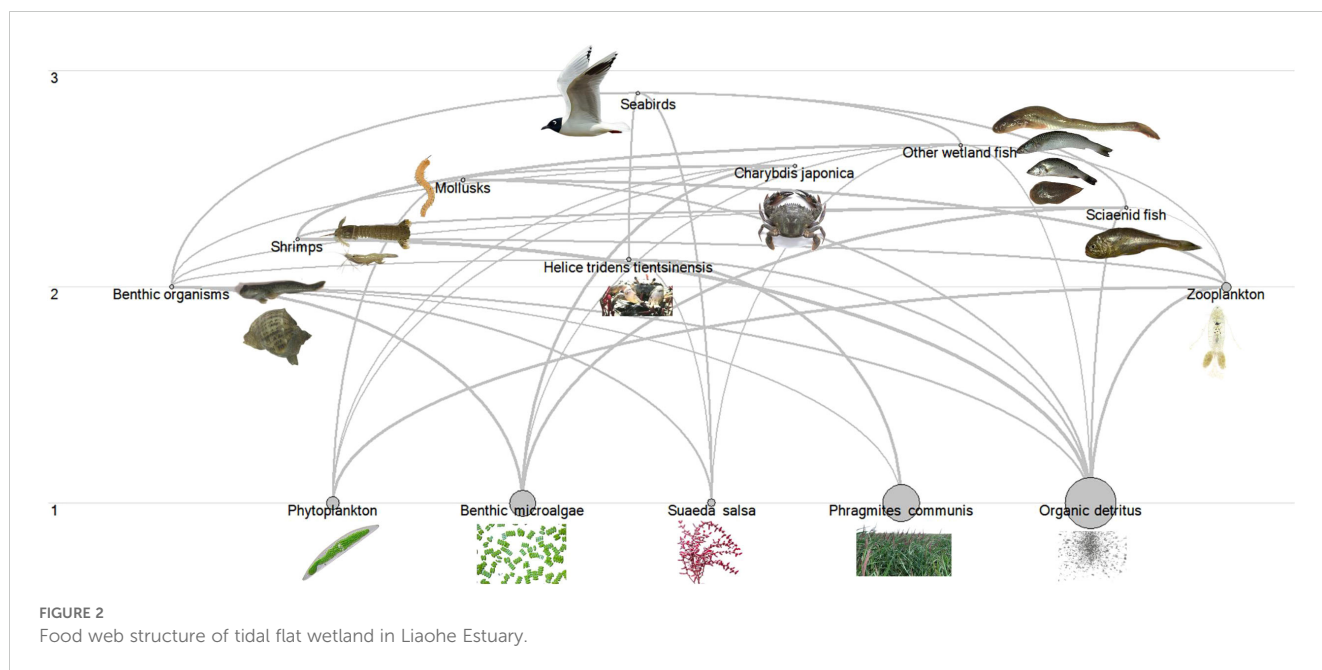 3
Seabirds
Other wetland fish
Charybdis japonica
Mollusks
Sciaenid fish
Shrimps
Helice tridens tientsinensis
2
Benthic organisms
Zooplankton
1
Phytoplankton
Benthic microalgae
Suaeda salsa
Phragmites communis
Organic detritus
FIGURE 2
Food web structure of tidal flat wetland in Liaohe Estuary.